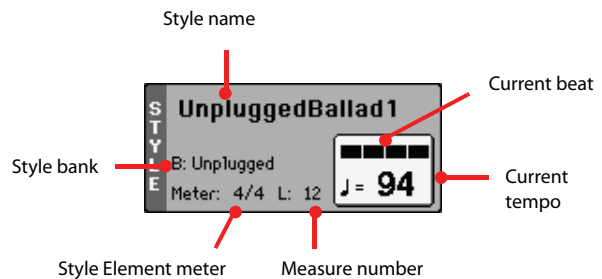 Style name
Current beat
STYLE
UnpluggedBallad1
Style bank
B: Unplugged
Meter: 4/4 L: 12
♩= 94
Current
tempo
Style Element meter
Measure number